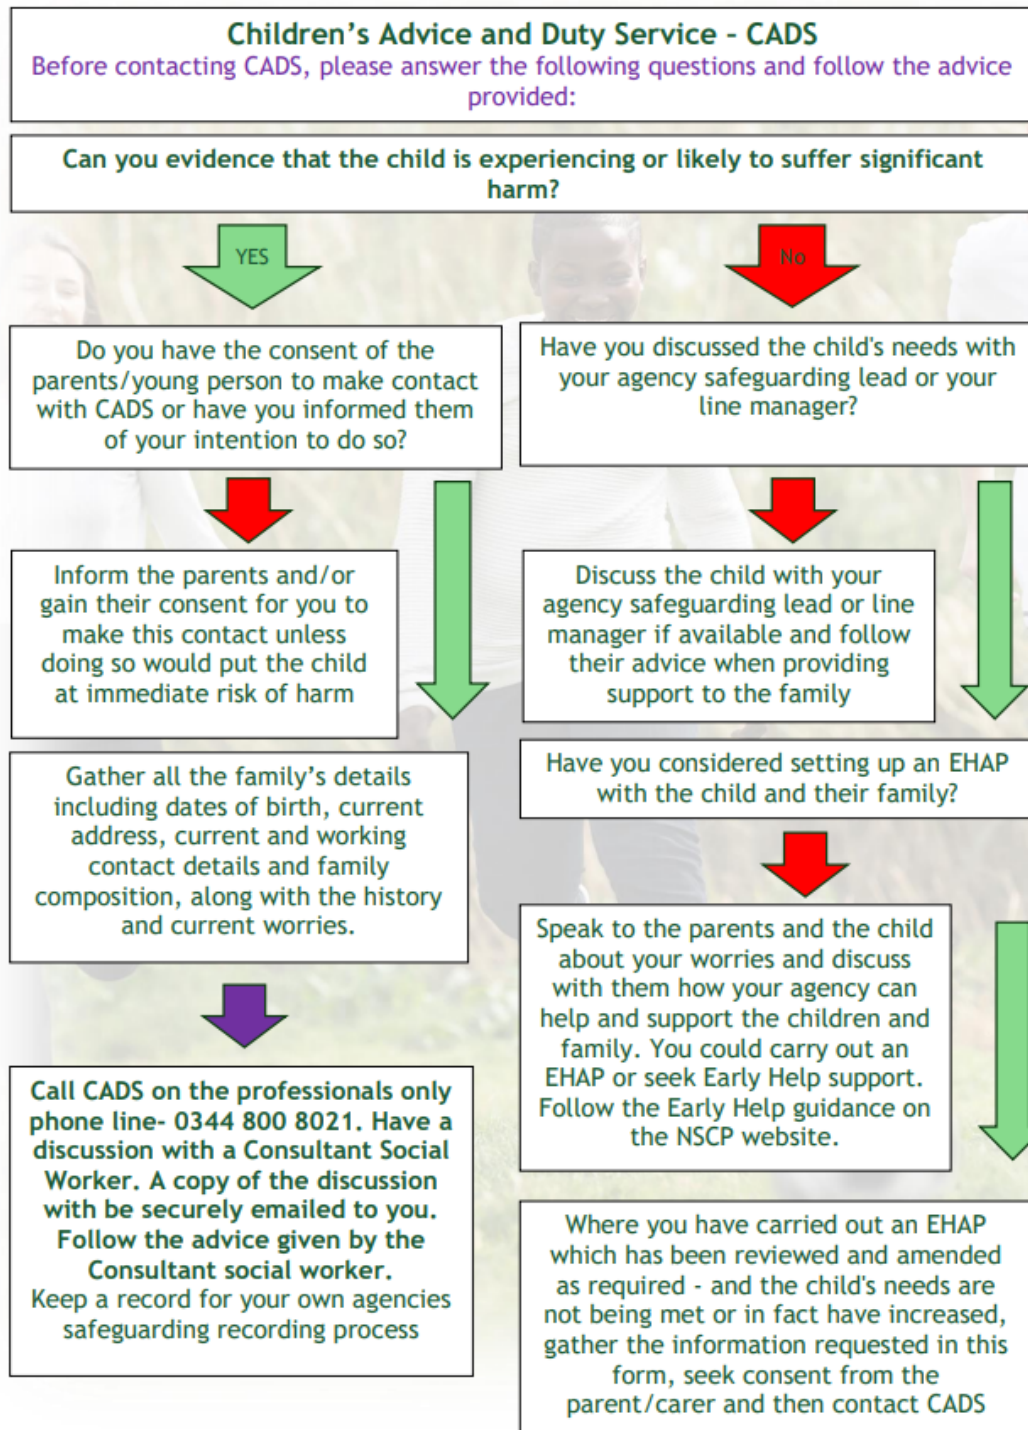 Children's Advice and Duty Service - CADS
Before contacting CADS, please answer the following questions and follow the advice
provided:
Can you evidence that the child is experiencing or likely to suffer significant
harm?
YES
No
Do you have the consent of the
parents/young person to make contact
with CADS or have you informed them
of your intention to do so?
Have you discussed the child's needs with
your agency safeguarding lead or your
line manager?
Inform the parents and/or
gain their consent for you to
make this contact unless
doing so would put the child
at immediate risk of harm
Discuss the child with your
agency safeguarding lead or line
manager if available and follow
their advice when providing
support to the family
Gather all the family's details
including dates of birth, current
address, current and working
contact details and family
composition, along with the history
and current worries.
Have you considered setting up an EHAP
with the child and their family?
Speak to the parents and the child
about your worries and discuss
with them how your agency can
help and support the children and
family. You could carry out an
EHAP or seek Early Help support.
Follow the Early Help guidance on
the NSCP website.
Call CADS on the professionals only
phone line- 0344 800 8021. Have a
discussion with a Consultant Social
Worker. A copy of the discussion
with be securely emailed to you.
Follow the advice given by the
Consultant social worker.
Keep a record for your own agencies
safeguarding recording process
Where you have carried out an EHAP
which has been reviewed and amended
as required - and the child's needs are
not being met or in fact have increased,
gather the information requested in this
form, seek consent from the
parent/carer and then contact CADS